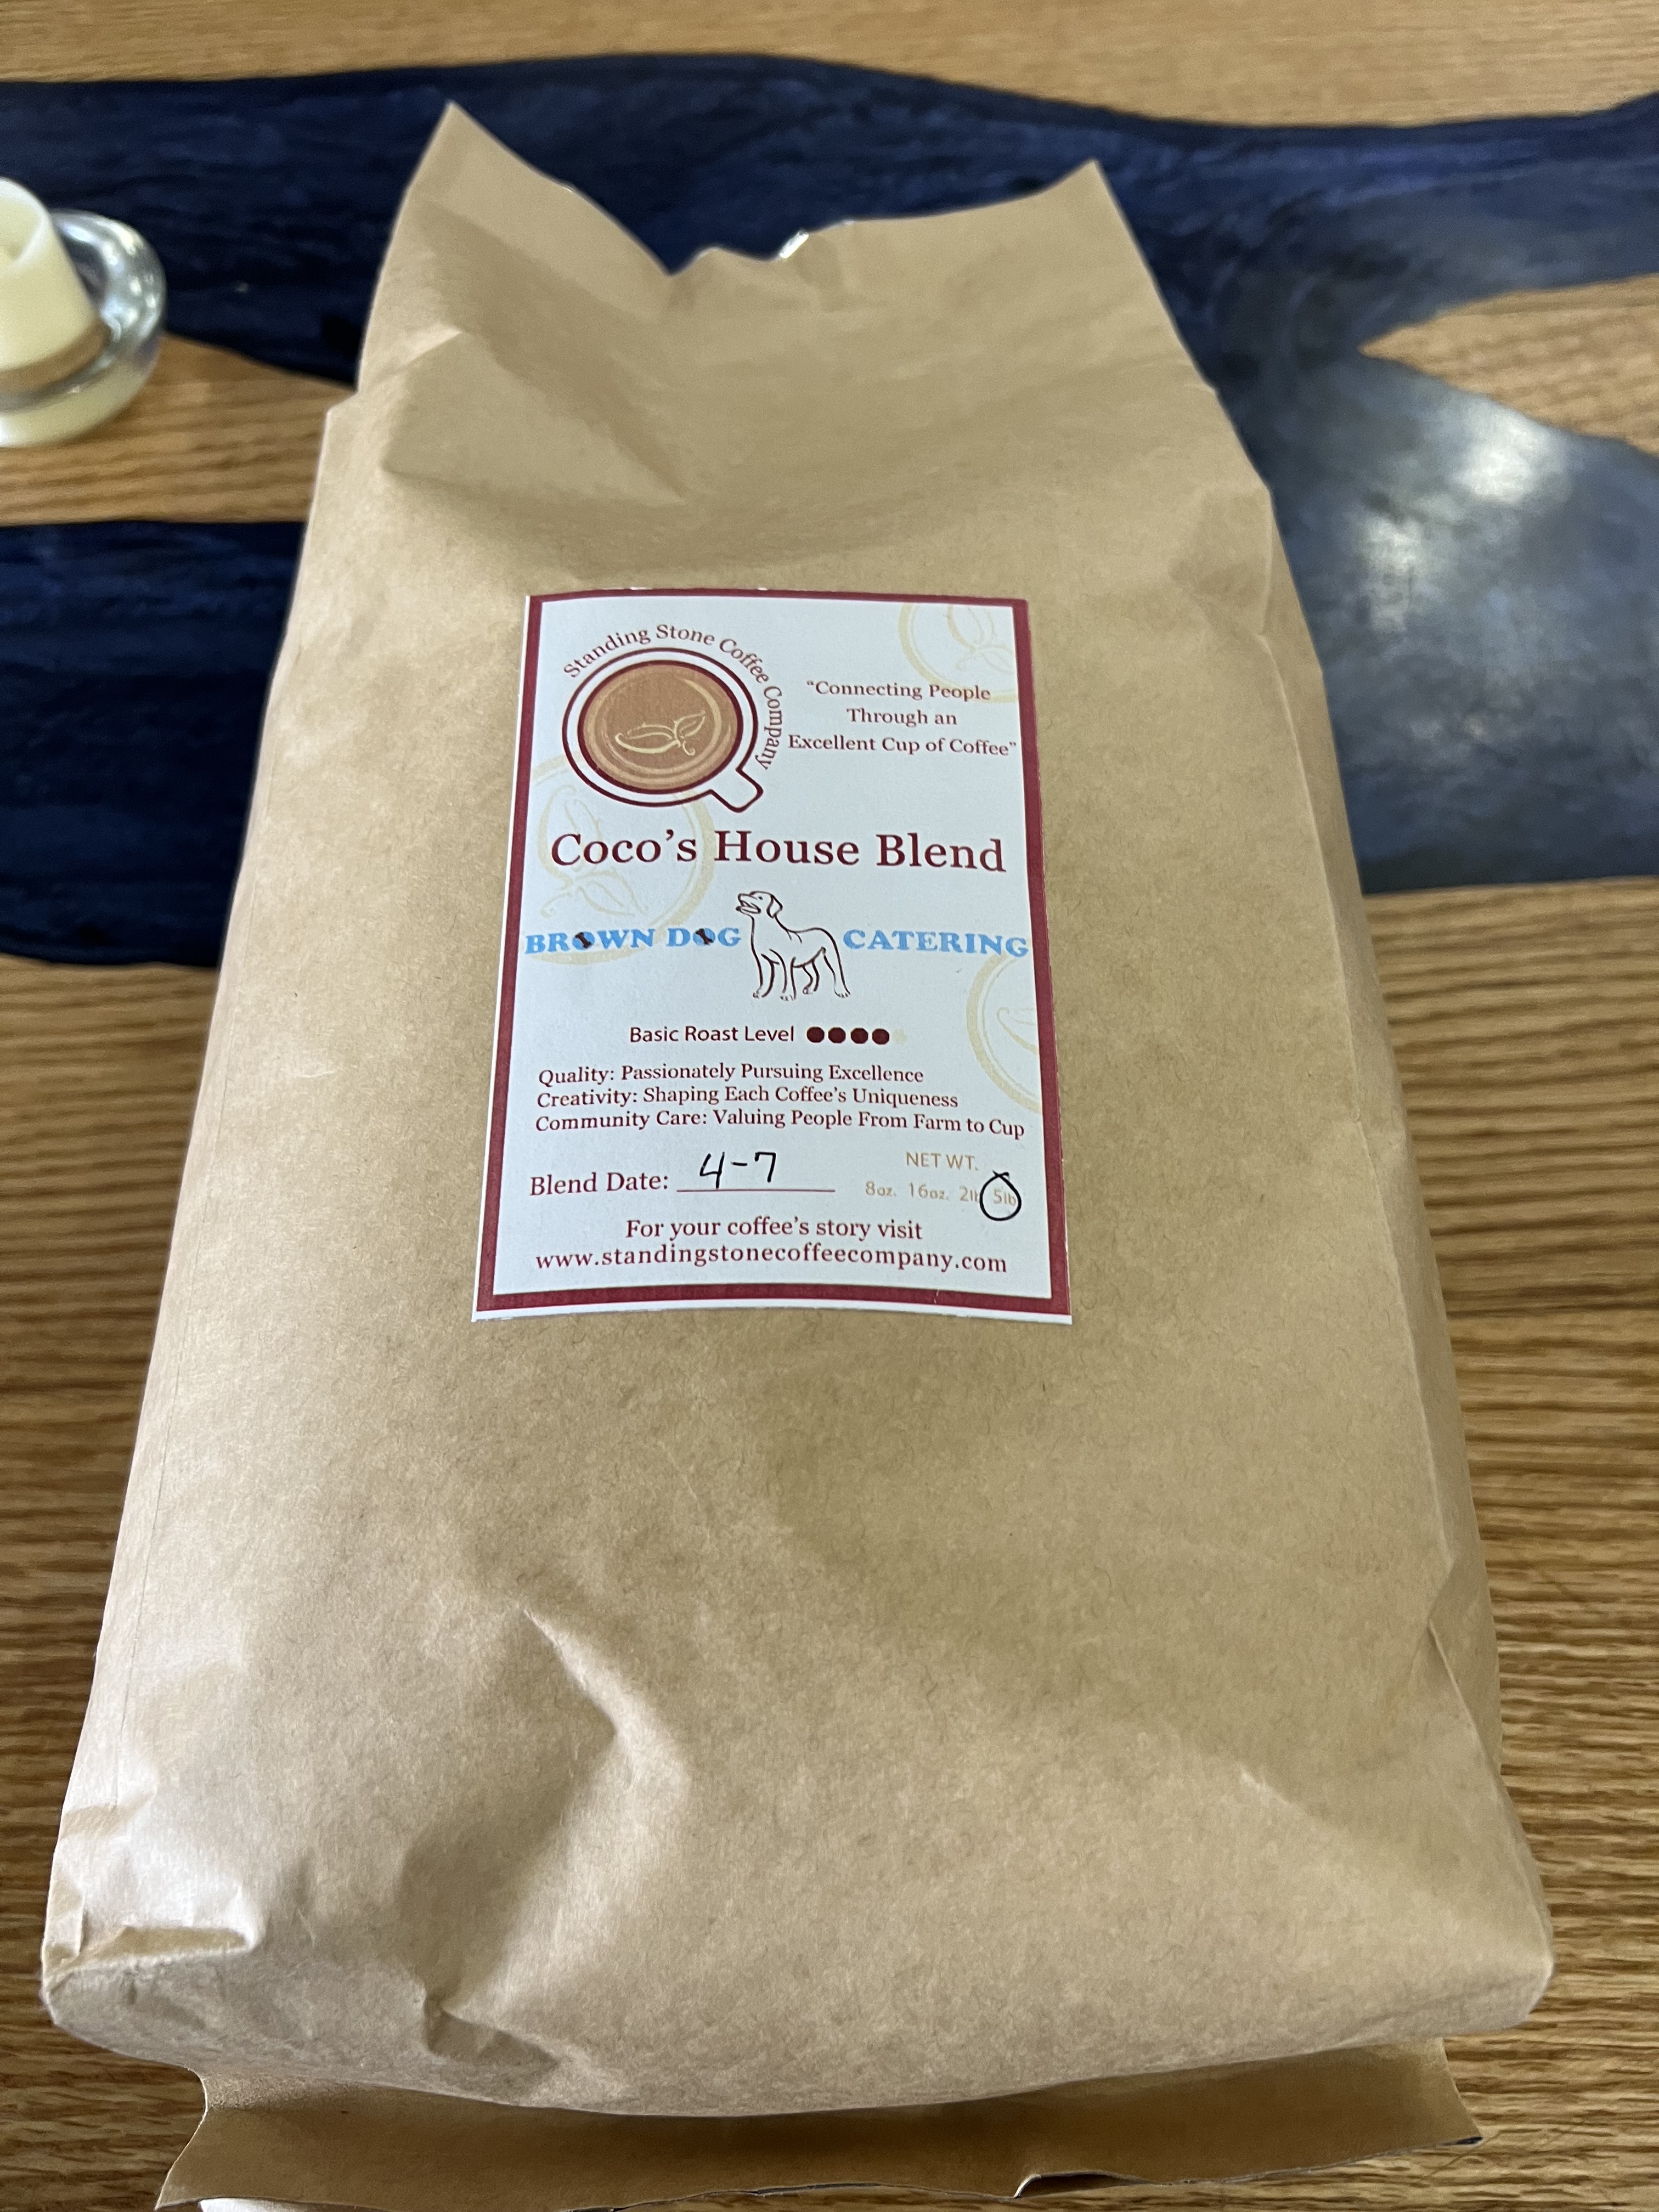 Standing Stone Coffee Company
"Connecting People
Through an
Excellent Cup of Coffee"
Coco's House Blend
BROWN DOG CATERING
Basic Roast Level
Quality: Passionately Pursuing Excellence
Creativity: Shaping Each Coffee's Uniqueness
Community Care: Valuing People From Farm to Cup
Blend Date: 4-7
NET WT.
8oz. 16oz. 2lb 5lb
For your coffee's story visit
www.standingstonecoffeecompany.com